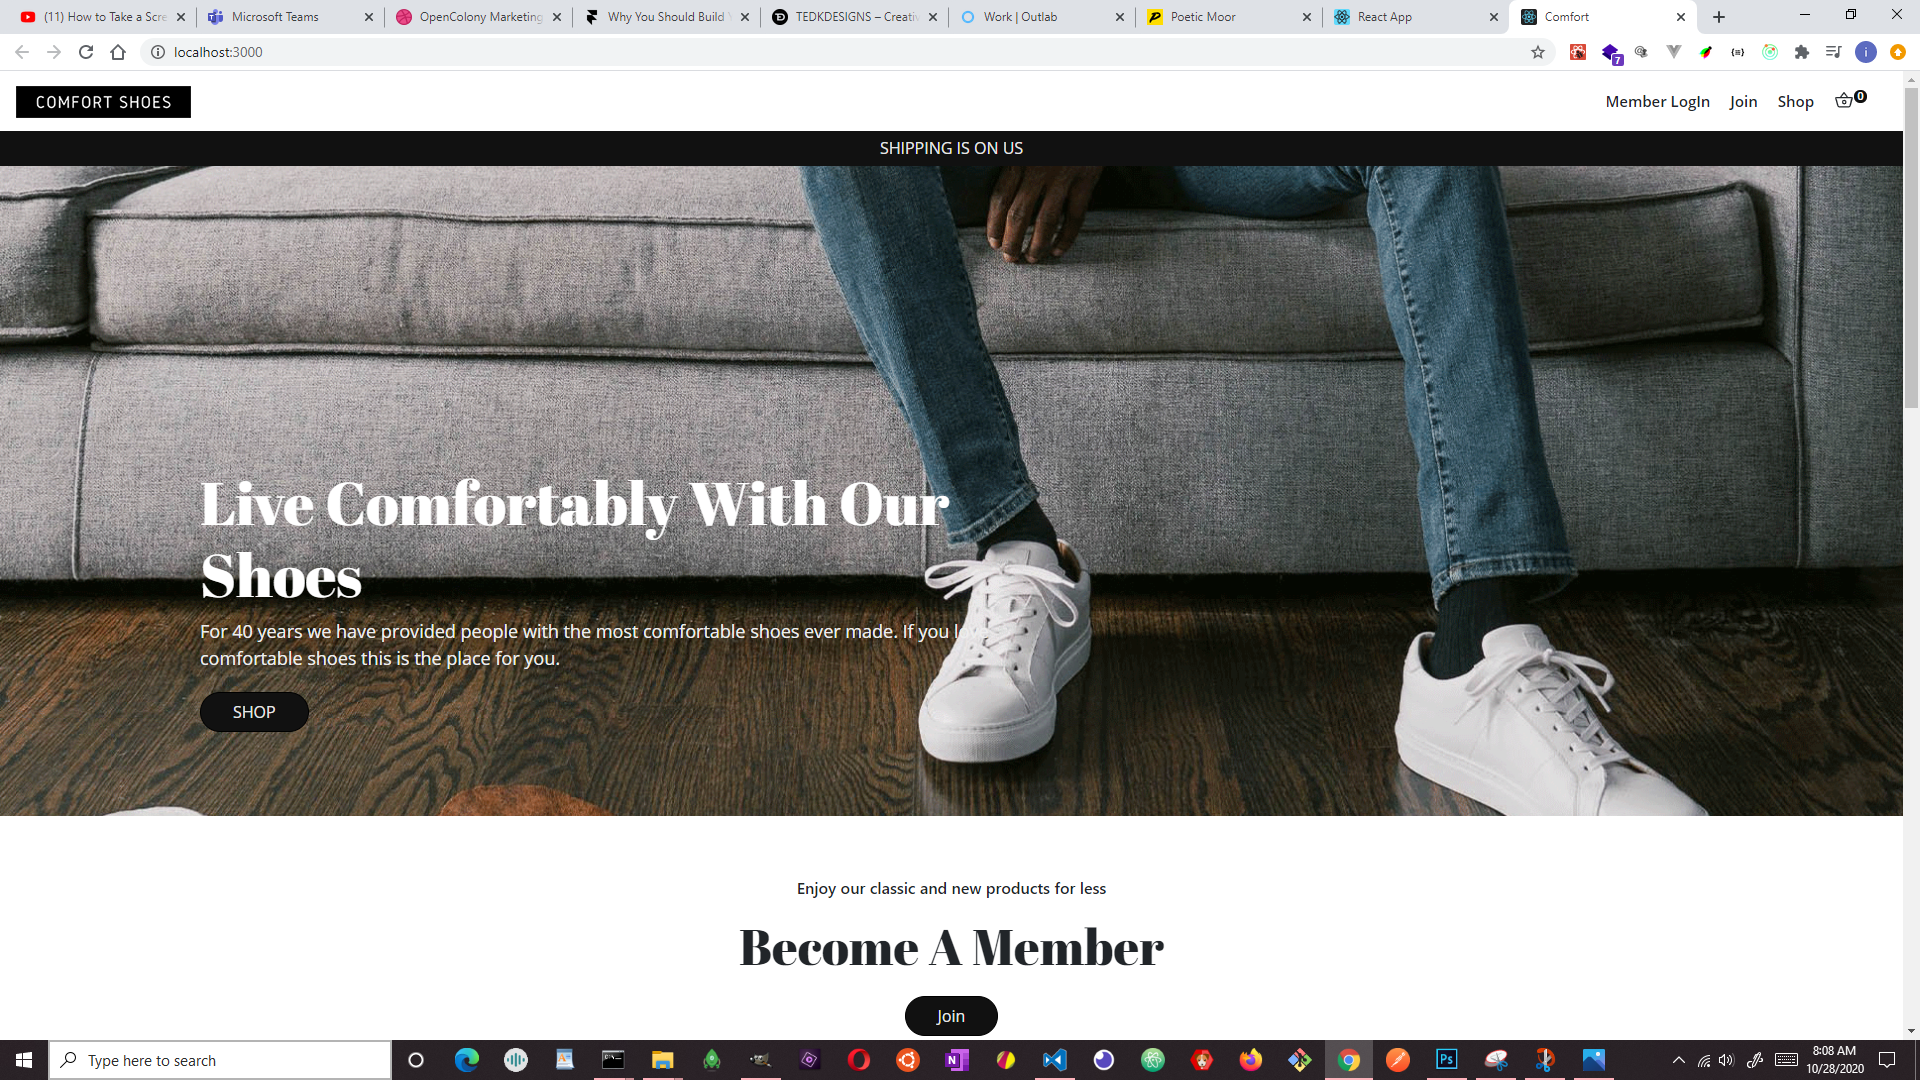 (11) How to Take a Scre
Microsoft Teams
OpenColony Marketing
Why You Should Build
TEDKDESIGNS – Creati
Work | Outlab
Poetic Moor
React App
Comfort
localhost:3000
7
i
COMFORT SHOES
Member LogIn
Join
Shop
0
SHIPPING IS ON US
Live Comfortably With Our
Shoes
For 40 years we have provided people with the most comfortable shoes ever made. If you love
comfortable shoes this is the place for you.
SHOP
Enjoy our classic and new products for less
Become A Member
Join
Type here to search
N
Ps
8:08 AM
10/28/2020